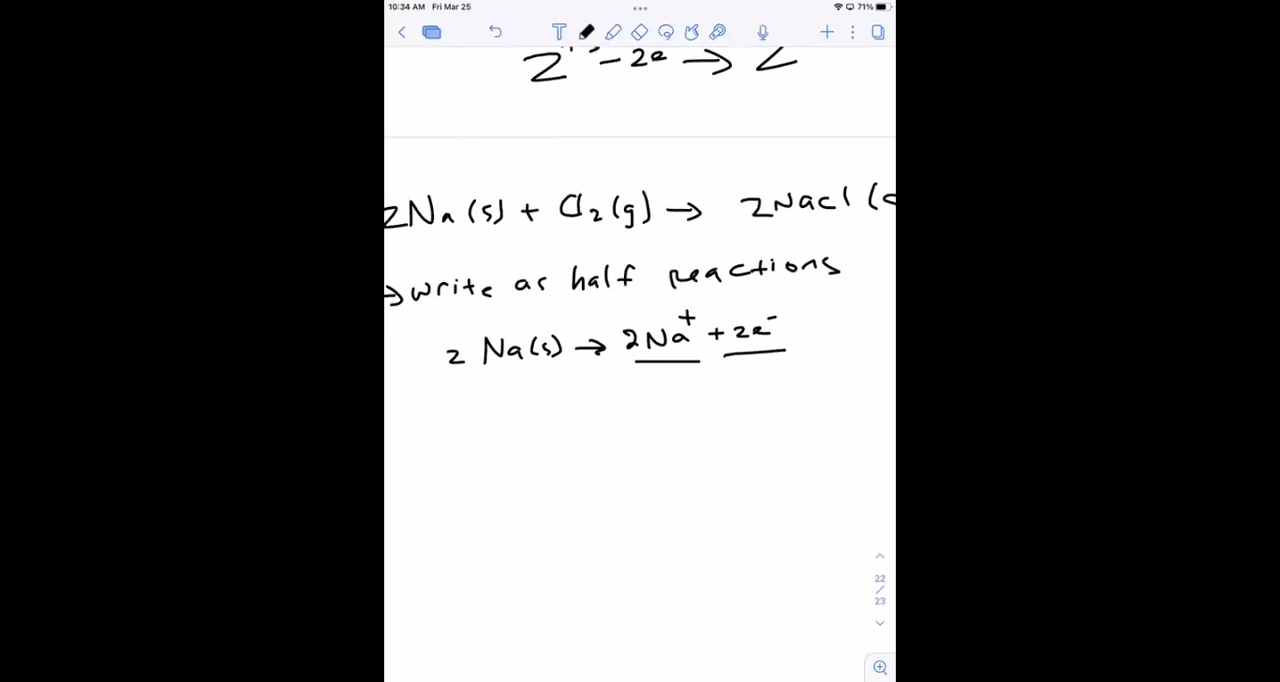 10:34 AM Fri Mar 25
71%
T
- 2e → Z
2Na(s) + Cl₂(g) → 2NaCl (
→ write as half reactions
2 Na(s) → 2Na⁺ + 2e⁻
22
/
23